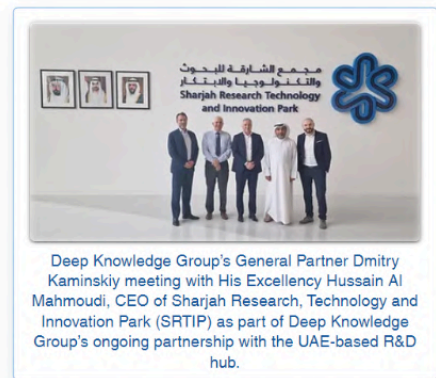 مجمع الشارقة للبحوث
والتكنولوجيا والابتكار
Sharjah Research Technology
and Innovation Park
Deep Knowledge Group's General Partner Dmitry
Kaminskiy meeting with His Excellency Hussain Al
Mahmoudi, CEO of Sharjah Research, Technology and
Innovation Park (SRTIP) as part of Deep Knowledge
Group's ongoing partnership with the UAE-based R&D
hub.